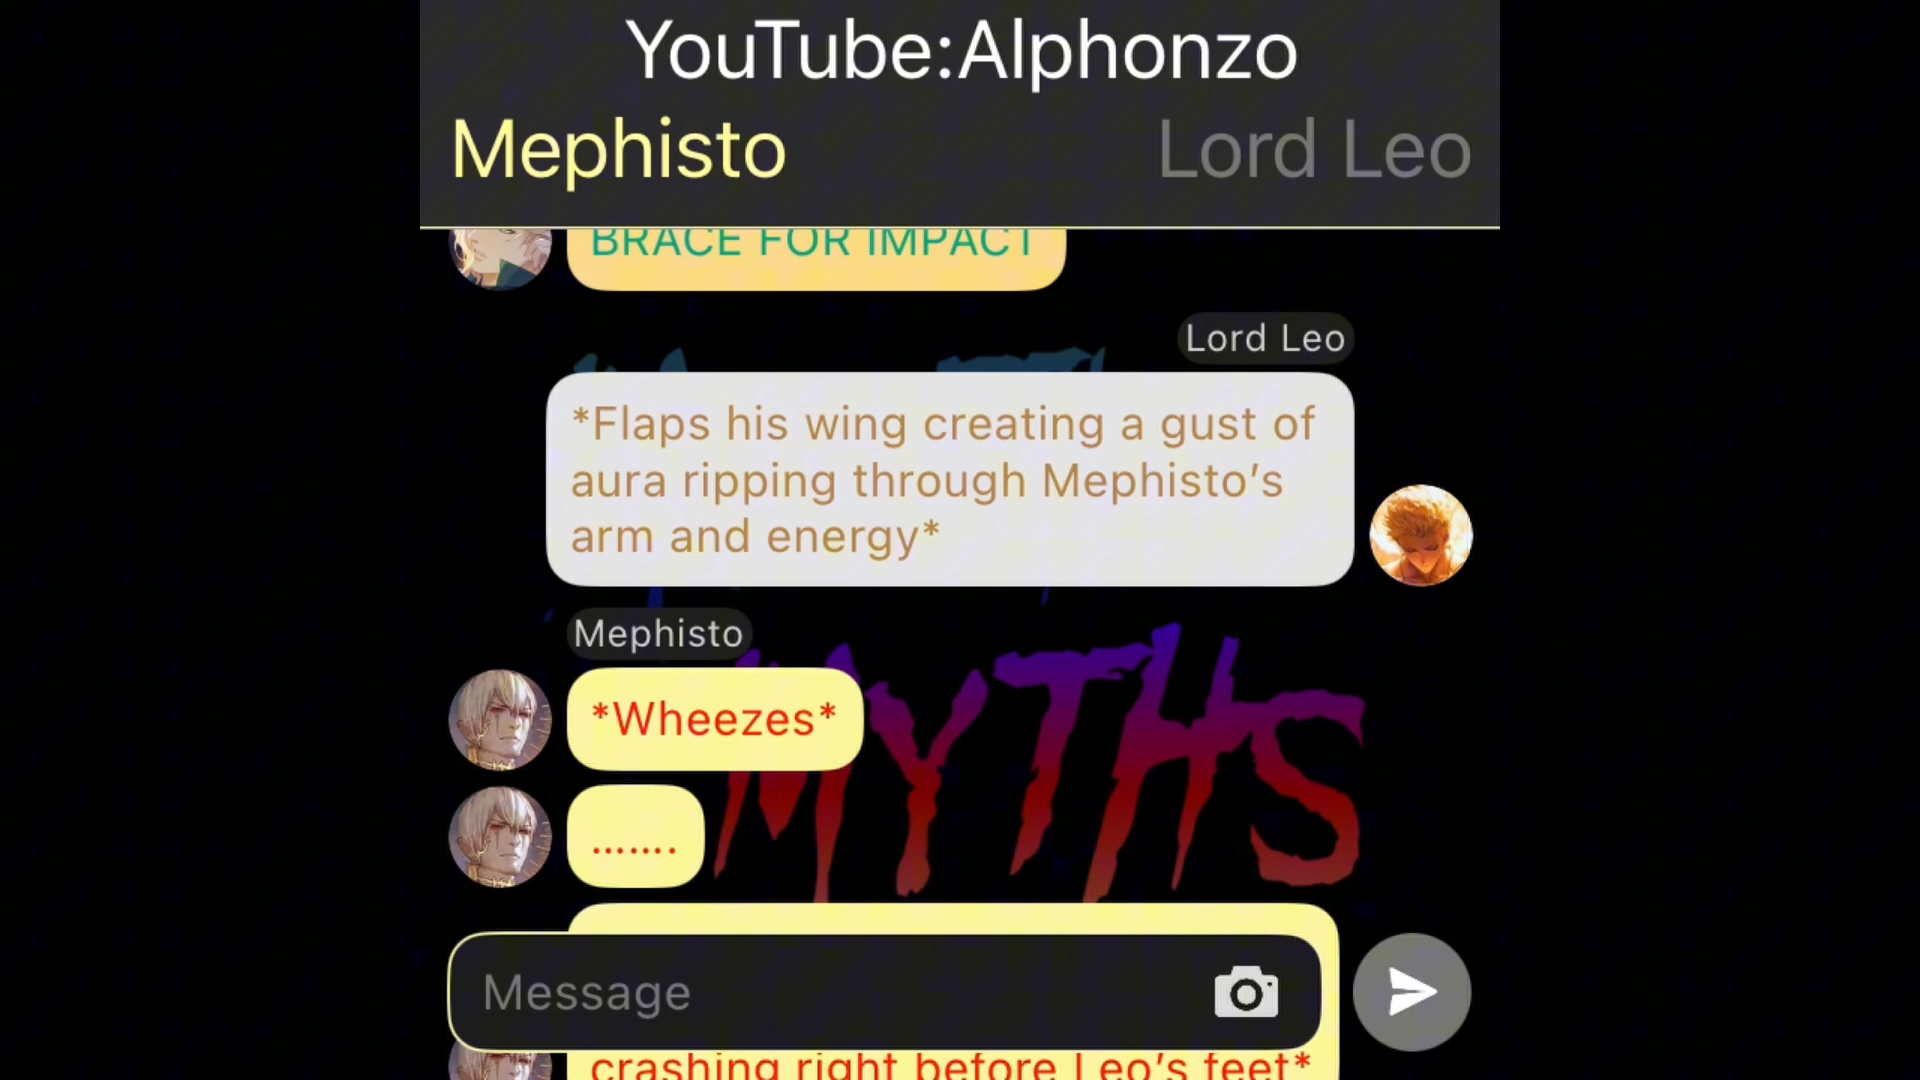 YouTube:Alphonzo
Mephisto
Lord Leo
BRACE FOR IMPACT
Lord Leo
*Flaps his wing creating a gust of
aura ripping through Mephisto's
arm and energy*
Mephisto
*Wheezes*
.......
MYTHS
Message
crashing right before Leo's feet*